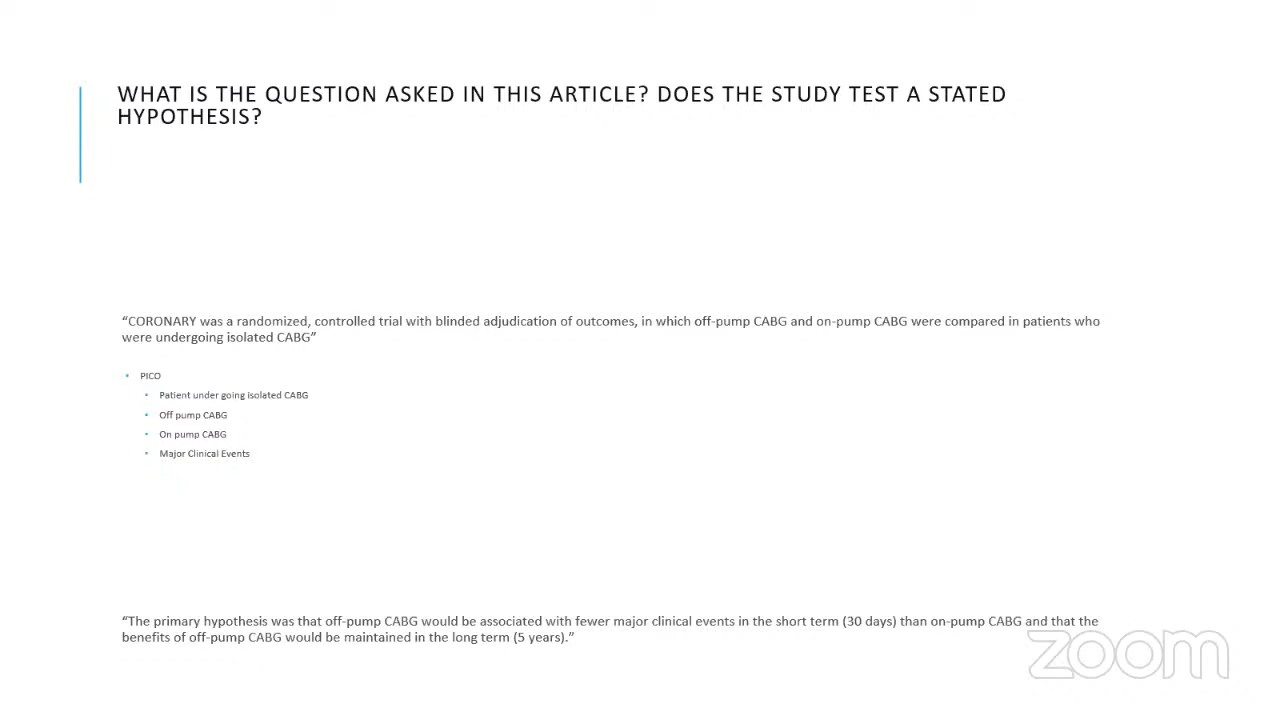 WHAT IS THE QUESTION ASKED IN THIS ARTICLE? DOES THE STUDY TEST A STATED
HYPOTHESIS?
“CORONARY was a randomized, controlled trial with blinded adjudication of outcomes, in which off-pump CABG and on-pump CABG were compared in patients who
were undergoing isolated CABG”
• PICO
• Patient under going isolated CABG
• Off pump CABG
• On pump CABG
• Major Clinical Events
“The primary hypothesis was that off-pump CABG would be associated with fewer major clinical events in the short term (30 days) than on-pump CABG and that the
benefits of off-pump CABG would be maintained in the long term (5 years).”
zoom